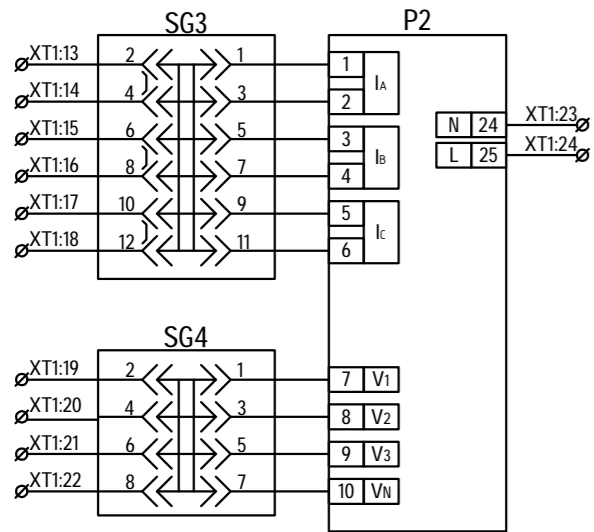 SG3 P2
XT1:13 2 1 1
IA
XT1:14 4 3 2
N 24 XT1:23
XT1:15 6 5 3
L 25 XT1:24
IB
XT1:16 8 7 4
XT1:17 10 9 5
IC
XT1:18 12 11 6
SG4
XT1:19 2 1 7 V1
XT1:20 4 3 8 V2
XT1:21 6 5 9 V3
XT1:22 8 7 10 VN